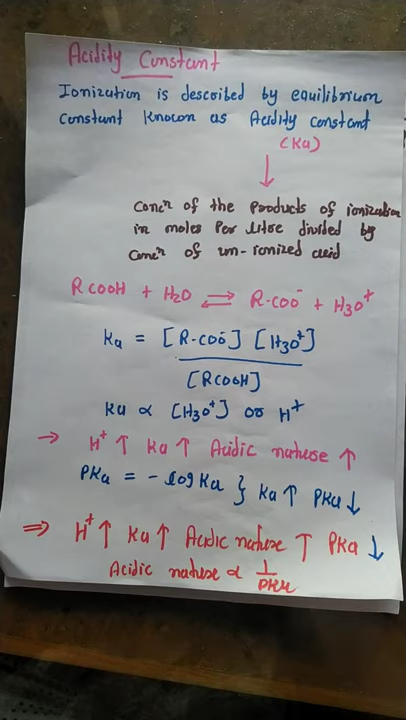 Acidity Constant
Ionization is described by equilibrium
constant known as Acidity constant
(Ka)
↓
Concⁿ of the products of ionization
in moles Per litre divided by
Concⁿ of un-ionized acid
RCOOH + H₂O ⇌ R-COO⁻ + H₃O⁺
Ka = [R-COO⁻] [H₃O⁺]
[RCOOH]
Ka ∝ [H₃O⁺] or H⁺
→ H⁺ ↑ Ka ↑ Acidic nature ↑
PKa = - log Ka } Ka ↑ PKa ↓
⇒ H⁺ ↑ Ka ↑ Acidic nature ↑ PKa ↓
Acidic nature ∝ 1/PKa